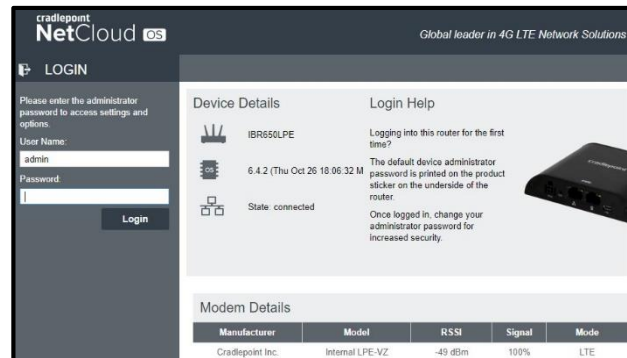 cradlepoint
NetCloud OS
Global leader in 4G LTE Network Solutions
LOGIN
Please enter the administrator
password to access settings and
options.
User Name:
admin
Password:
Login
Device Details
IBR650LPE
OS
6.4.2 (Thu Oct 26 18:06:32 M
State: connected
Login Help
Logging into this router for the first
time?
The default device administrator
password is printed on the product
sticker on the underside of the
router.
Once logged in, change your
administrator password for
increased security.
cradlepoint
Modem Details
Manufacturer Model RSSI Signal Mode
Cradlepoint Inc. Internal LPE-VZ -49 dBm 100% LTE